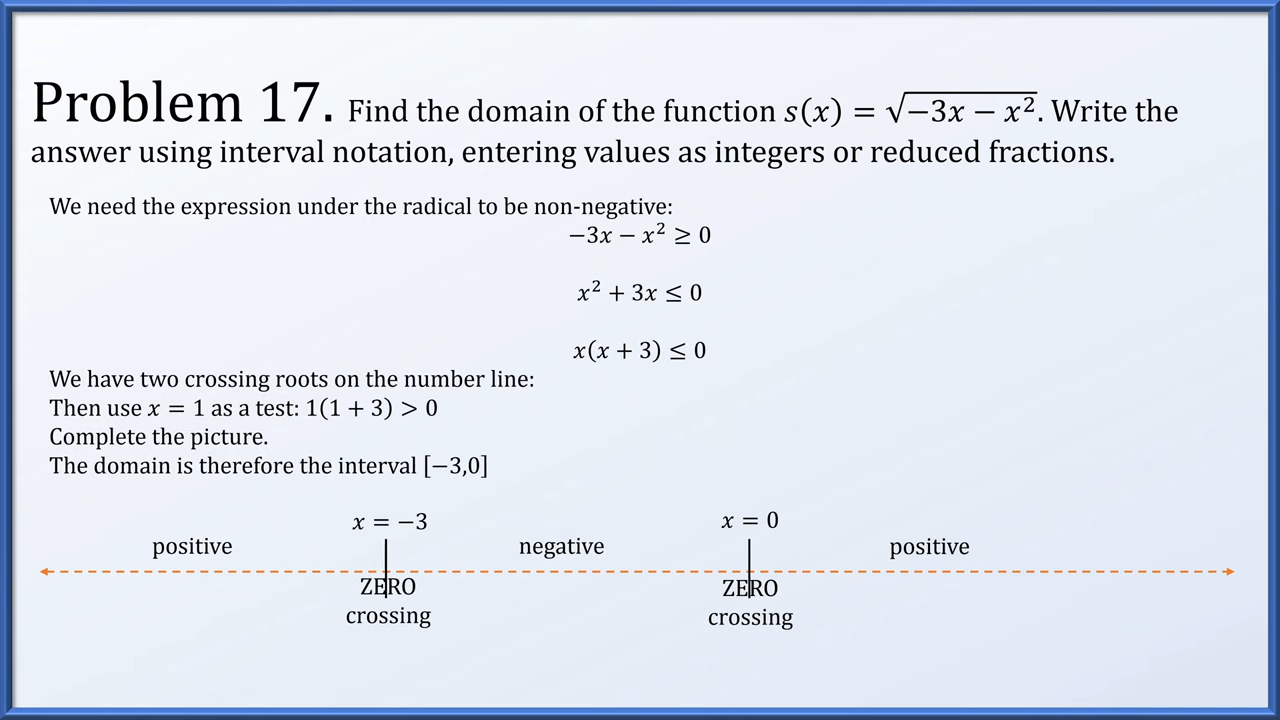 Problem 17. Find the domain of the function s(x) = √(−3x − x²). Write the
answer using interval notation, entering values as integers or reduced fractions.
We need the expression under the radical to be non-negative:
−3x − x² ≥ 0
x² + 3x ≤ 0
x(x + 3) ≤ 0
We have two crossing roots on the number line:
Then use x = 1 as a test: 1(1 + 3) > 0
Complete the picture.
The domain is therefore the interval [−3,0]
x = −3
x = 0
positive
negative
positive
ZERO
crossing
ZERO
crossing